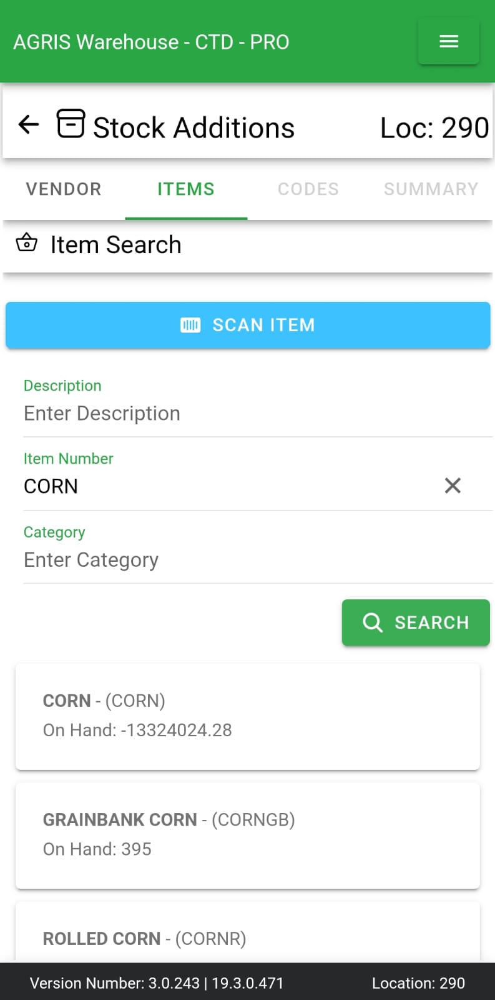 AGRIS Warehouse - CTD - PRO
Stock Additions Loc: 290
VENDOR ITEMS CODES SUMMARY
Item Search
SCAN ITEM
Description
Enter Description
Item Number
CORN
Category
Enter Category
SEARCH
CORN - (CORN)
On Hand: -13324024.28
GRAINBANK CORN - (CORNGB)
On Hand: 395
ROLLED CORN - (CORNR)
Version Number: 3.0.243 | 19.3.0.471 Location: 290